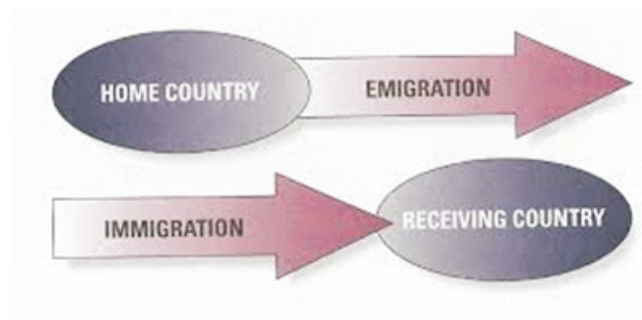 HOME COUNTRY
EMIGRATION
IMMIGRATION
RECEIVING COUNTRY